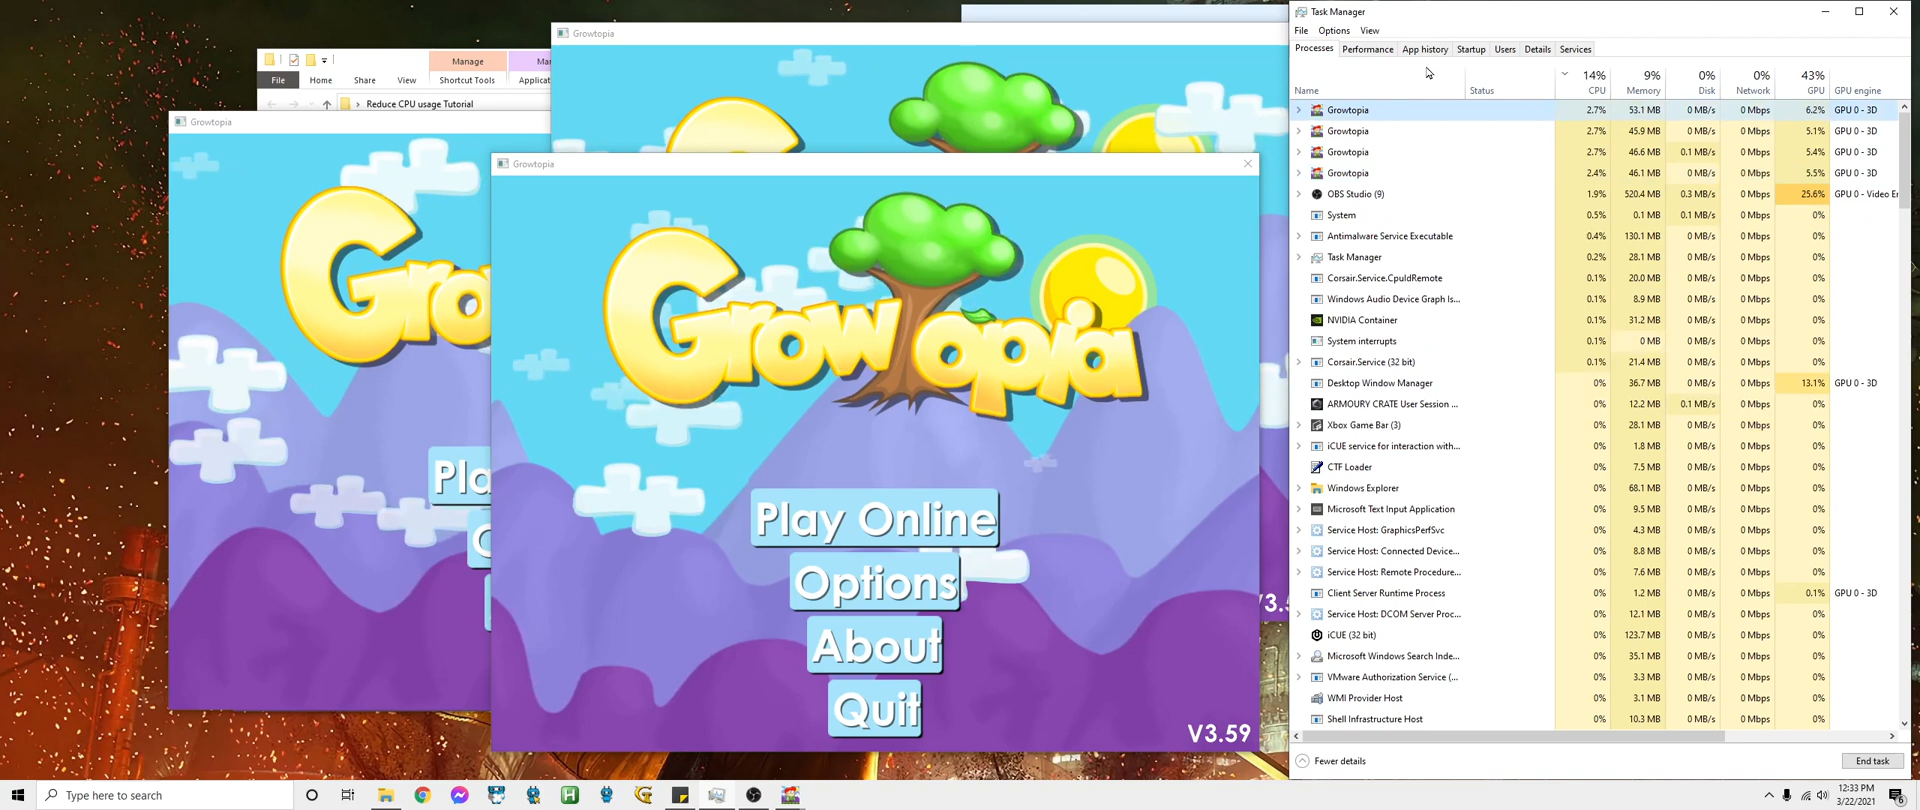 Manage
Ma
File
Home
Share
View
Shortcut Tools
Applicat
Reduce CPU usage Tutorial
Growtopia
Growtopia
Growtopia
Growtopia
Gro
Play Online
Options
About
Quit
V3.59
Pla
V3.5
Task Manager
File Options View
Processes Performance App history Startup Users Details Services
14% 9% 0% 0% 43%
Name Status CPU Memory Disk Network GPU GPU engine
Growtopia 2.7% 53.1 MB 0 MB/s 0 Mbps 6.2% GPU 0 - 3D
Growtopia 2.7% 45.9 MB 0 MB/s 0 Mbps 5.1% GPU 0 - 3D
Growtopia 2.7% 46.6 MB 0.1 MB/s 0 Mbps 5.4% GPU 0 - 3D
Growtopia 2.4% 46.1 MB 0 MB/s 0 Mbps 5.5% GPU 0 - 3D
OBS Studio (9) 1.9% 520.4 MB 0.3 MB/s 0 Mbps 25.6% GPU 0 - Video Er
System 0.5% 0.1 MB 0.1 MB/s 0 Mbps 0%
Antimalware Service Executable 0.4% 130.1 MB 0 MB/s 0 Mbps 0%
Task Manager 0.2% 28.1 MB 0 MB/s 0 Mbps 0%
Corsair.Service.CpuIdRemote 0.1% 20.0 MB 0 MB/s 0 Mbps 0%
Windows Audio Device Graph Is... 0.1% 8.9 MB 0 MB/s 0 Mbps 0%
NVIDIA Container 0.1% 31.2 MB 0 MB/s 0 Mbps 0%
System interrupts 0.1% 0 MB 0 MB/s 0 Mbps 0%
Corsair.Service (32 bit) 0.1% 21.4 MB 0 MB/s 0 Mbps 0%
Desktop Window Manager 0% 36.7 MB 0 MB/s 0 Mbps 13.1% GPU 0 - 3D
ARMOURY CRATE User Session ... 0% 12.2 MB 0.1 MB/s 0 Mbps 0%
Xbox Game Bar (3) 0% 28.1 MB 0 MB/s 0 Mbps 0%
iCUE service for interaction with... 0% 1.8 MB 0 MB/s 0 Mbps 0%
CTF Loader 0% 7.5 MB 0 MB/s 0 Mbps 0%
Windows Explorer 0% 68.1 MB 0 MB/s 0 Mbps 0%
Microsoft Text Input Application 0% 9.5 MB 0 MB/s 0 Mbps 0%
Service Host: GraphicsPerfSvc 0% 4.3 MB 0 MB/s 0 Mbps 0%
Service Host: Connected Device... 0% 8.8 MB 0 MB/s 0 Mbps 0%
Service Host: Remote Procedure... 0% 7.6 MB 0 MB/s 0 Mbps 0%
Client Server Runtime Process 0% 1.2 MB 0 MB/s 0 Mbps 0.1% GPU 0 - 3D
Service Host: DCOM Server Proc... 0% 12.1 MB 0 MB/s 0 Mbps 0%
iCUE (32 bit) 0% 123.7 MB 0 MB/s 0 Mbps 0%
Microsoft Windows Search Inde... 0% 35.1 MB 0 MB/s 0 Mbps 0%
VMware Authorization Service (... 0% 3.3 MB 0 MB/s 0 Mbps 0%
WMI Provider Host 0% 3.1 MB 0 MB/s 0 Mbps 0%
Shell Infrastructure Host 0% 10.3 MB 0 MB/s 0 Mbps 0%
Fewer details
End task
Type here to search
12:33 PM
3/22/2021
6